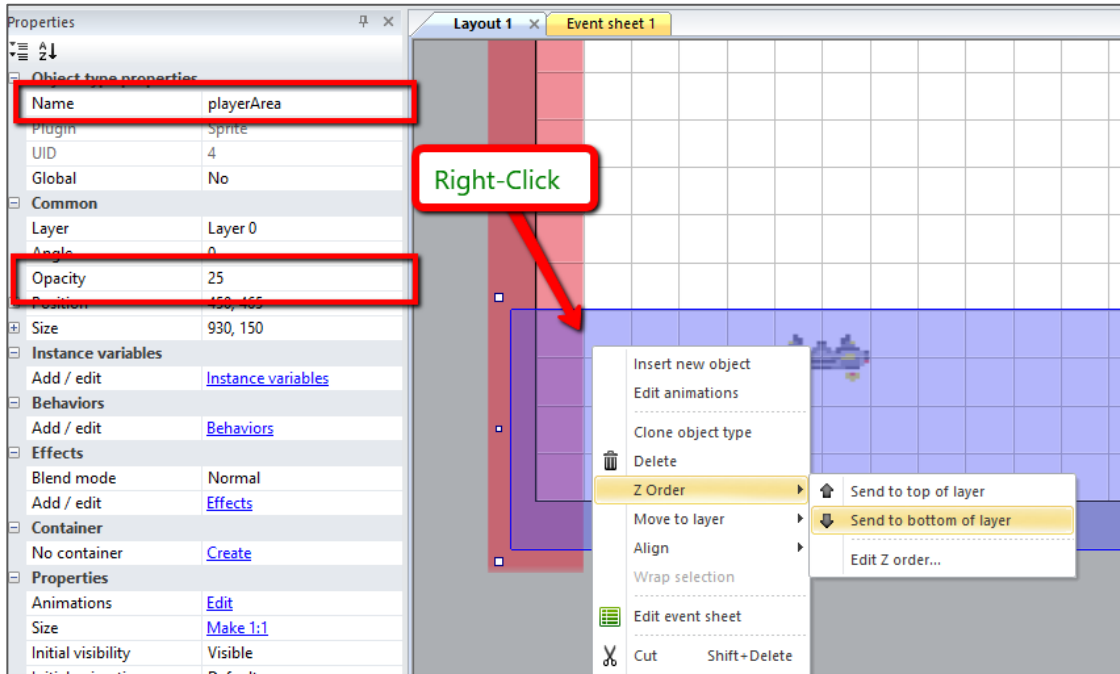 Properties
Layout 1
Event sheet 1
Object type properties
Name playerArea
Plugin Sprite
UID 4
Global No
Common
Layer Layer 0
Angle 0
Opacity 25
Position 450, 465
Size 930, 150
Instance variables
Add / edit Instance variables
Behaviors
Add / edit Behaviors
Effects
Blend mode Normal
Add / edit Effects
Container
No container Create
Properties
Animations Edit
Size Make 1:1
Initial visibility Visible
Right-Click
Insert new object
Edit animations
Clone object type
Delete
Z Order
Move to layer
Align
Wrap selection
Edit event sheet
Cut Shift+Delete
Send to top of layer
Send to bottom of layer
Edit Z order...